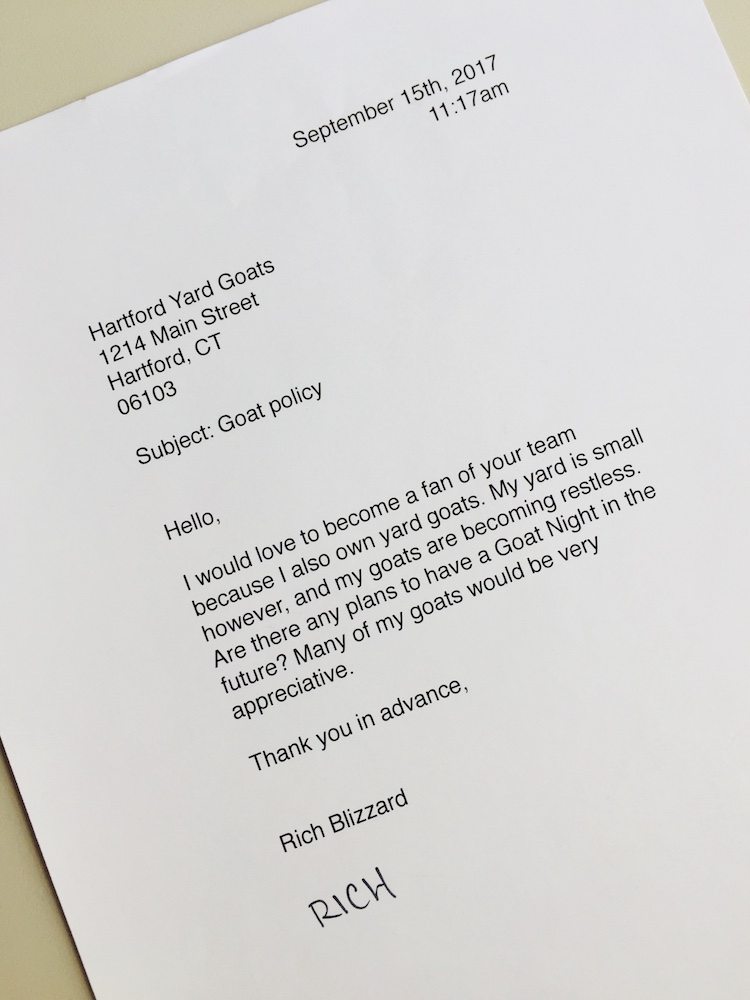 September 15th, 2017
11:17am
Hartford Yard Goats
1214 Main Street
Hartford, CT
06103
Subject: Goat policy
Hello,
I would love to become a fan of your team
because I also own yard goats. My yard is small
however, and my goats are becoming restless.
Are there any plans to have a Goat Night in the
future? Many of my goats would be very
appreciative.
Thank you in advance,
Rich Blizzard
RICH